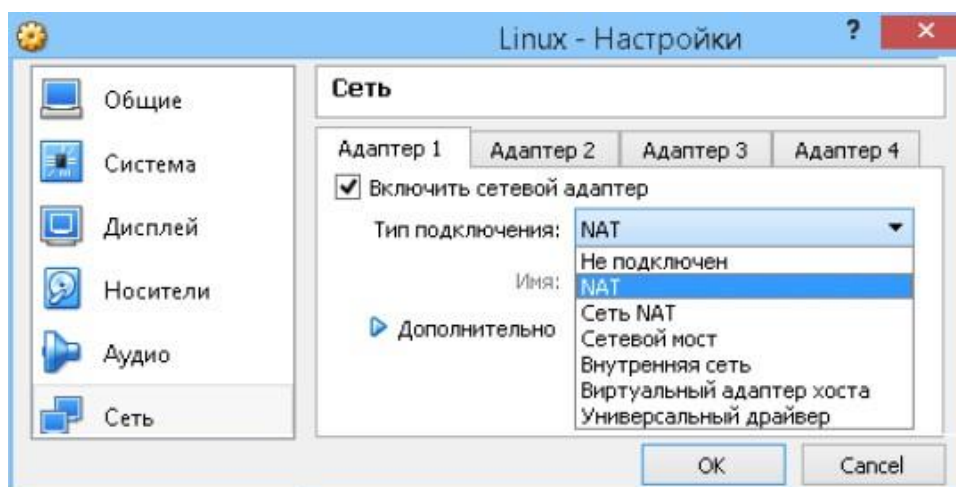 Linux - Настройки ? ×
Общие
Система
Дисплей
Носители
Аудио
Сеть
Сеть
Адаптер 1 Адаптер 2 Адаптер 3 Адаптер 4
Включить сетевой адаптер
Тип подключения: NAT
Не подключен
Имя: NAT
Сеть NAT
Дополнительно Сетевой мост
Внутренняя сеть
Виртуальный адаптер хоста
Универсальный драйвер
OK Cancel